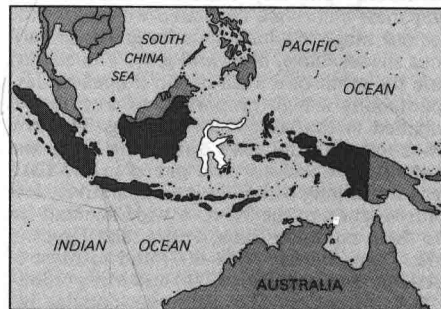 SOUTH
CHINA
SEA
PACIFIC
OCEAN
INDIAN OCEAN
AUSTRALIA